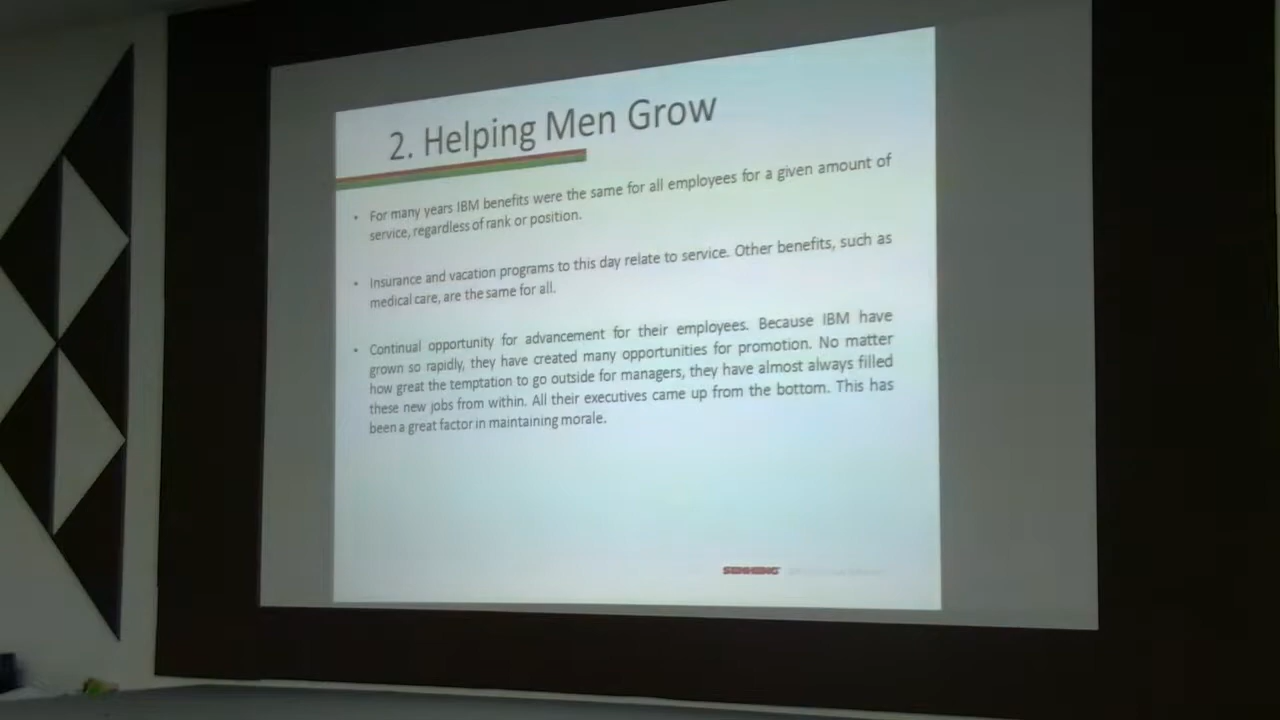 2. Helping Men Grow
• For many years IBM benefits were the same for all employees for a given amount of
service, regardless of rank or position.
• Insurance and vacation programs to this day relate to service. Other benefits, such as
medical care, are the same for all.
• Continual opportunity for advancement for their employees. Because IBM have
grown so rapidly, they have created many opportunities for promotion. No matter
how great the temptation to go outside for managers, they have almost always filled
these new jobs from within. All their executives came up from the bottom. This has
been a great factor in maintaining morale.
SENHENG